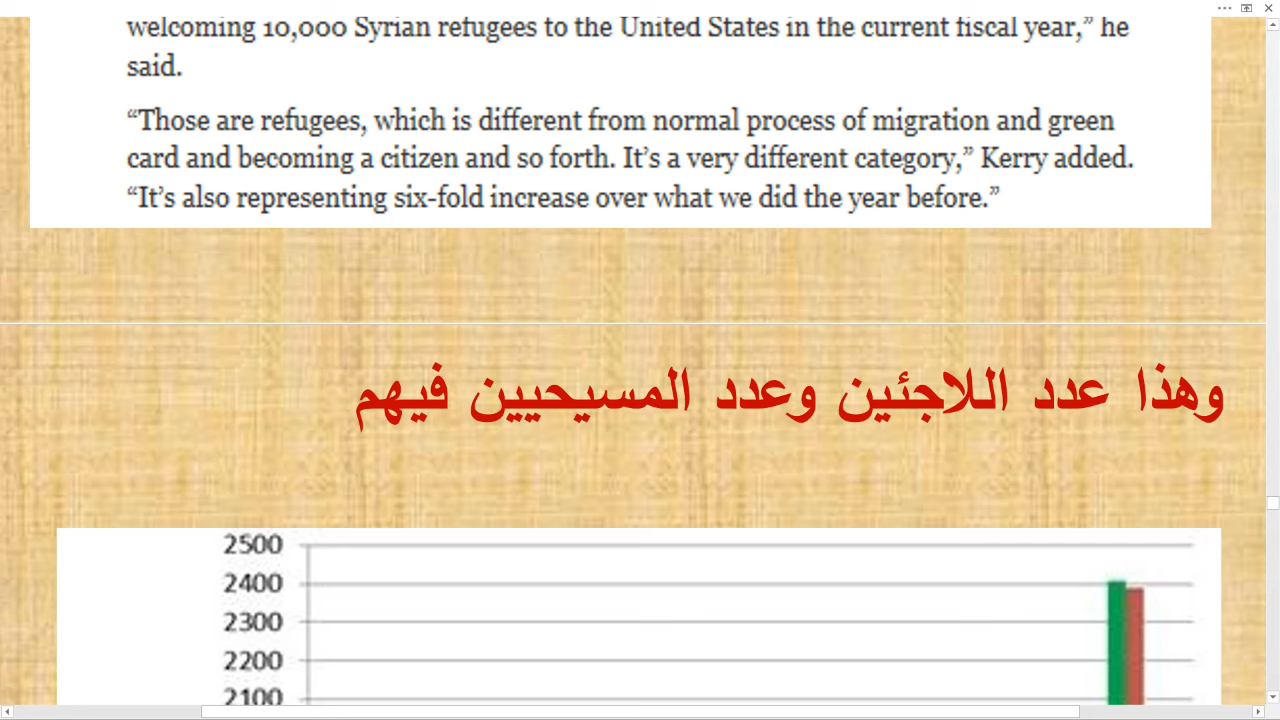 welcoming 10,000 Syrian refugees to the United States in the current fiscal year,” he
said.
“Those are refugees, which is different from normal process of migration and green
card and becoming a citizen and so forth. It’s a very different category,” Kerry added.
“It’s also representing six-fold increase over what we did the year before.”
وهذا عدد اللاجئين وعدد المسيحيين فيهم
2500
2400
2300
2200
2100